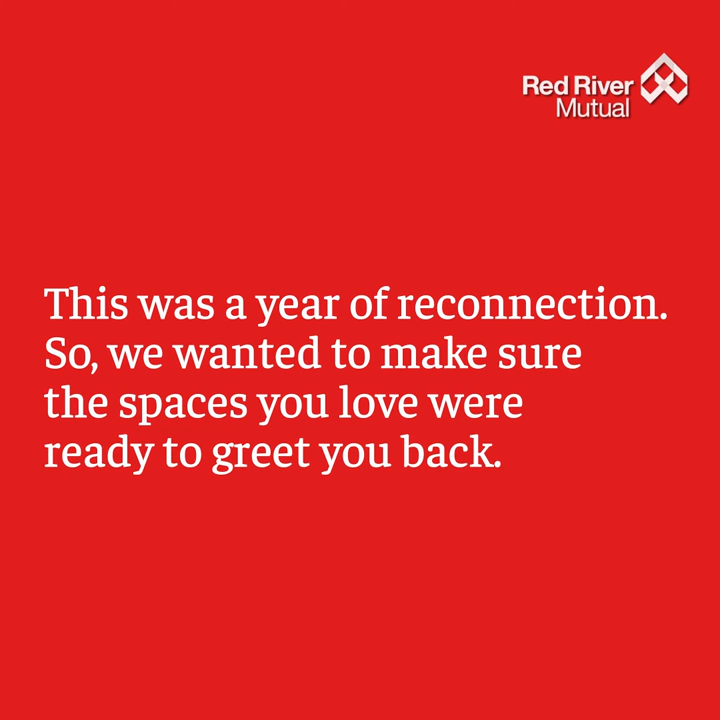 Red River
Mutual
This was a year of reconnection.
So, we wanted to make sure
the spaces you love were
ready to greet you back.